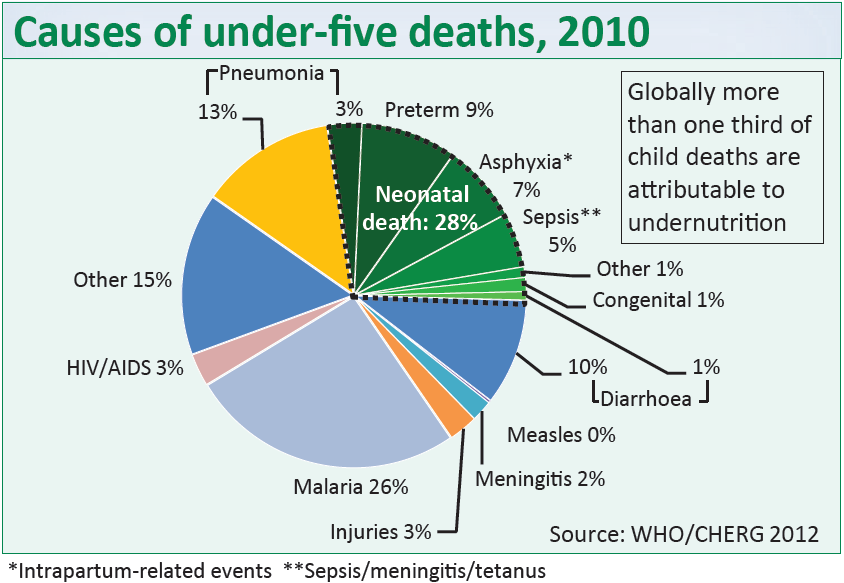 Causes of under-five deaths, 2010
Pneumonia
13%
3%
Preterm 9%
Globally more
than one third of
child deaths are
attributable to
undernutrition
Asphyxia*
7%
Neonatal
death: 28%
Sepsis**
5%
Other 1%
Congenital 1%
Other 15%
HIV/AIDS 3%
10%
1%
Diarrhoea
Measles 0%
Meningitis 2%
Malaria 26%
Injuries 3%
Source: WHO/CHERG 2012
*Intrapartum-related events **Sepsis/meningitis/tetanus